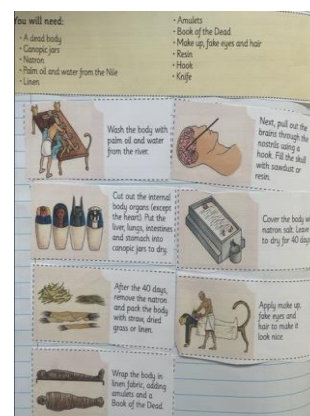 You will need:
• A dead body
• Canopic jars
• Natron
• Palm oil and water from the Nile
• Linen
• Amulets
• Book of the Dead
• Make up, fake eyes and hair
• Resin
• Hook
• Knife
Wash the body with
palm oil and water
from the river.
Next, pull out the
brains through the
nostrils using a
hook. Fill the skull
with sawdust or
resin.
Cut out the internal
body organs (except
the heart). Put the
liver, lungs, intestines
and stomach into
canopic jars to dry.
Cover the body
natron salt. Leave
to dry for 40 days
After the 40 days,
remove the natron
and pack the body
with straw, dried
grass or linen.
Apply make up,
fake eyes and
hair to make it
look nice.
Wrap the body in
linen fabric, adding
amulets and a
Book of the Dead.